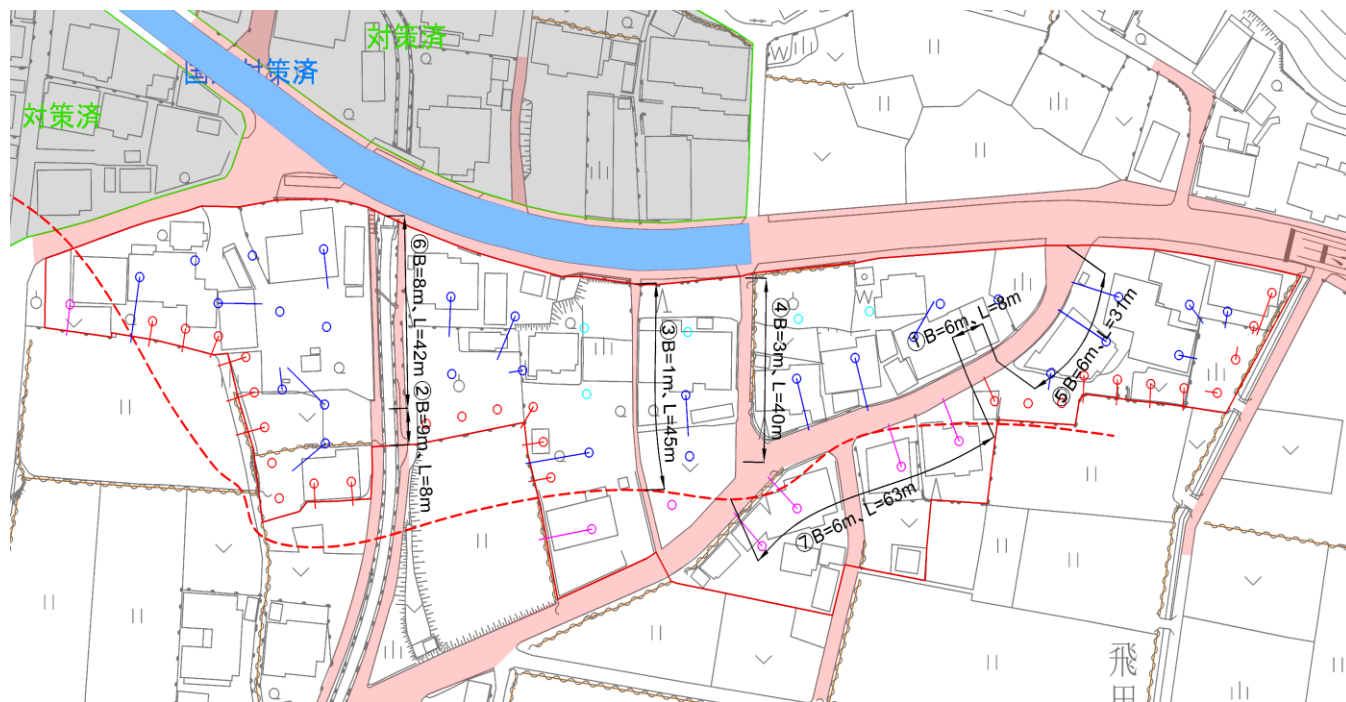 対策済
国 対策済
対策済
⑥B=8m、L=42m
②B=9m、L=8m
③B=1m、L=45m
④B=3m、L=40m
①B=6m、L=8m
⑤B=6m、L=31m
⑦B=6m、L=63m
W
W
飛
田